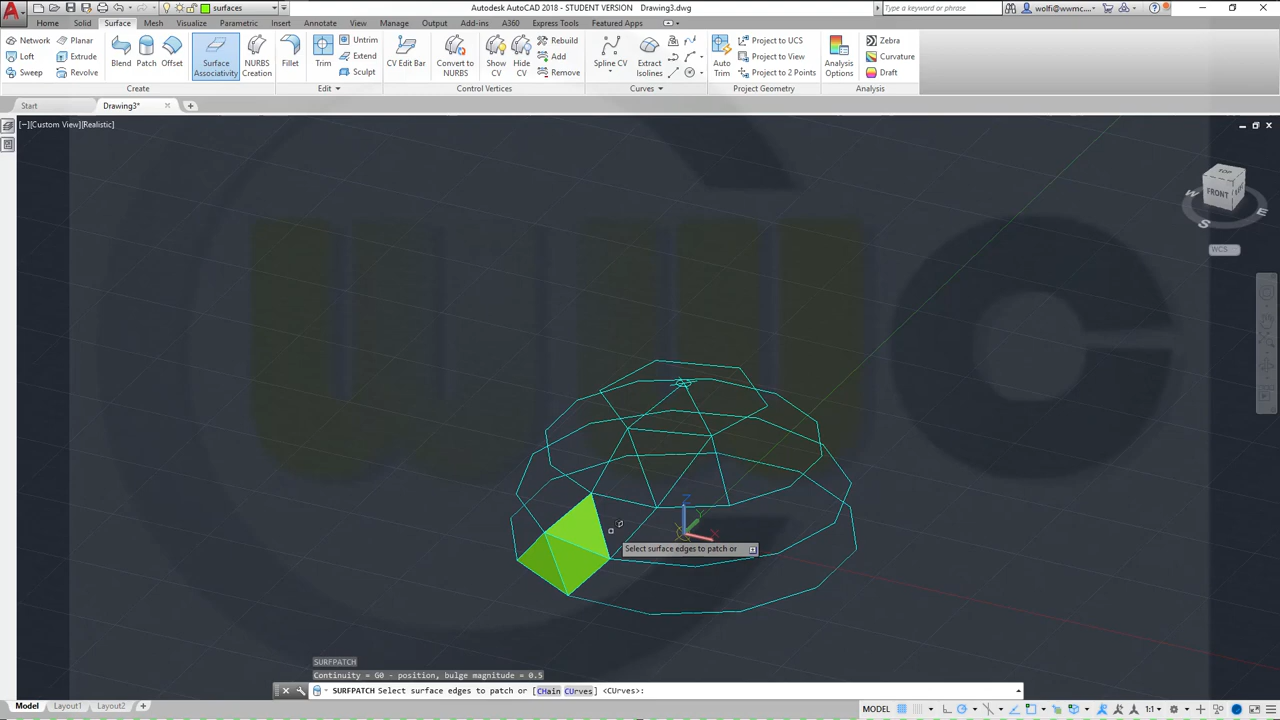 Autodesk AutoCAD 2018 - STUDENT VERSION Drawing3.dwg
surfaces
Type a keyword or phrase
wolfi@wwmc...
Home Solid Surface Mesh Visualize Parametric Insert Annotate View Manage Output Add-ins A360 Express Tools Featured Apps
Network Planar Untrim Rebuild Project to UCS Zebra
Loft Extrude Extend Add Project to View Curvature
Sweep Revolve Sculpt Remove Project to 2 Points Draft
Blend Patch Offset Surface Associativity NURBS Creation Fillet Trim CV Edit Bar Convert to NURBS Show CV Hide CV Spline CV Extract Isolines Auto Trim Analysis Options
Create Edit Control Vertices Curves Project Geometry Analysis
Start Drawing3*
[−][Custom View][Realistic]
TOP
FRONT
W
E
S
WCS
wwc
Z
Y
X
Select surface edges to patch or
SURFPATCH
Continuity = G0 - position, bulge magnitude = 0.5
SURFPATCH Select surface edges to patch or [CHain CUrves] <CUrves>:
Model Layout1 Layout2
MODEL 1:1